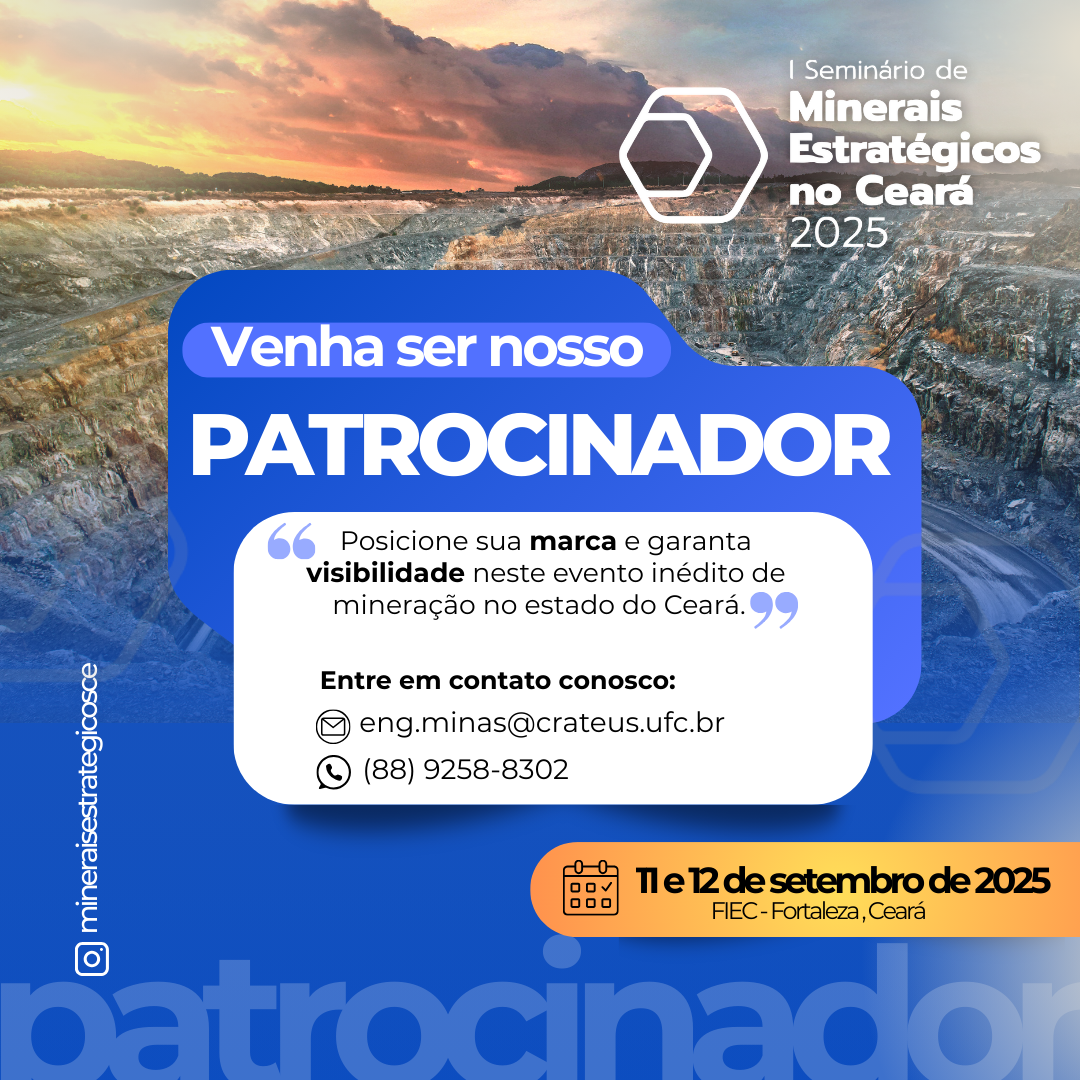 I Seminário de
Minerais
Estratégicos
no Ceará
2025
Venha ser nosso
PATROCINADOR
“ Posicione sua marca e garanta
visibilidade neste evento inédito de
mineração no estado do Ceará. ”
Entre em contato conosco:
eng.minas@crateus.ufc.br
(88) 9258-8302
mineraisestrategicosce
11 e 12 de setembro de 2025
FIEC - Fortaleza , Ceará
patrocinador